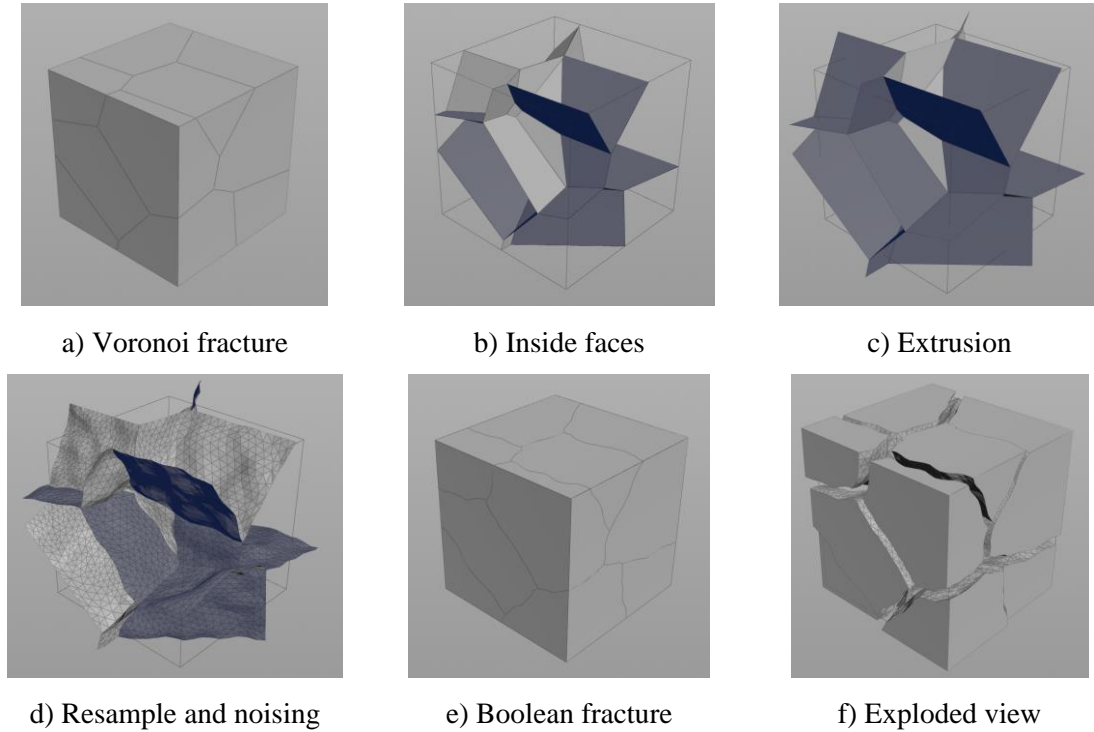 a) Voronoi fracture
b) Inside faces
c) Extrusion
d) Resample and noising
e) Boolean fracture
f) Exploded view